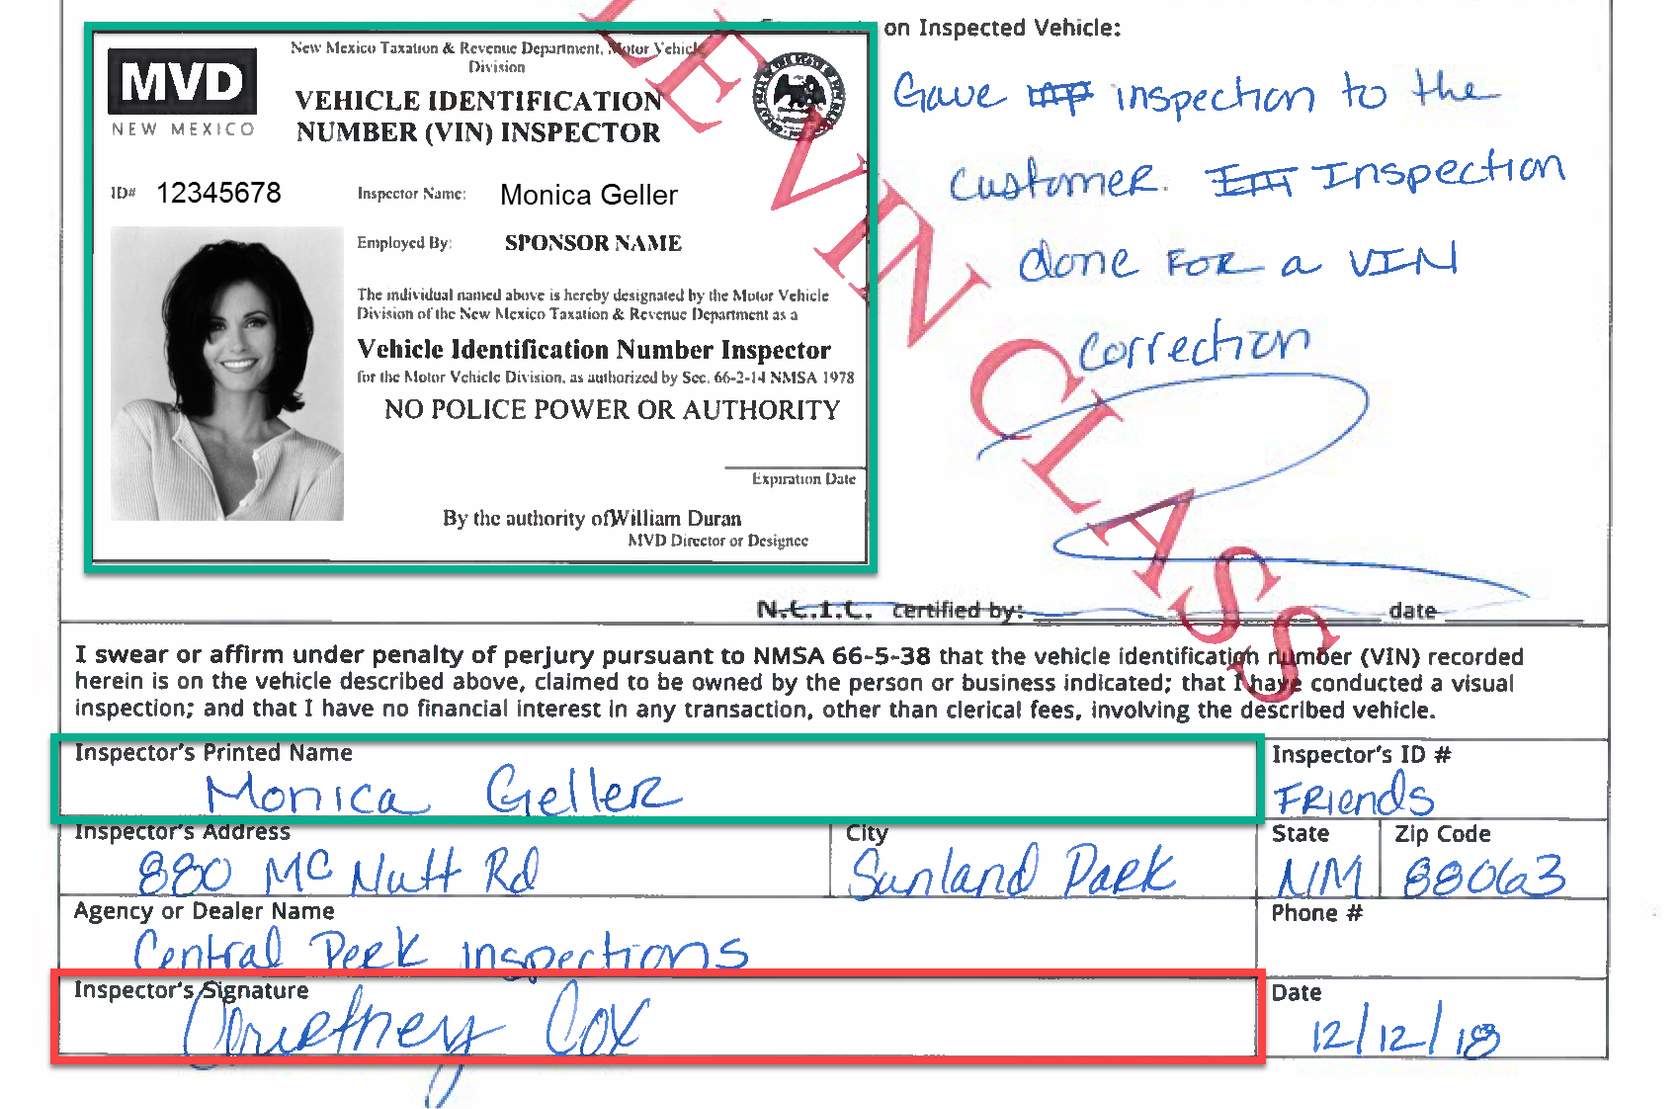 on Inspected Vehicle:
MVD
NEW MEXICO
New Mexico Taxation & Revenue Department, Motor Vehicle
Division
VEHICLE IDENTIFICATION
NUMBER (VIN) INSPECTOR
ID# 12345678
Inspector Name: Monica Geller
Employed By: SPONSOR NAME
The individual named above is hereby designated by the Motor Vehicle
Division of the New Mexico Taxation & Revenue Department as a
Vehicle Identification Number Inspector
for the Motor Vehicle Division, as authorized by Sec. 66-2-14 NMSA 1978
NO POLICE POWER OR AUTHORITY
Expiration Date
By the authority of William Duran
MVD Director or Designee
Gave inspection to the
customer. Inspection
done FOR a VIN
correction
LE VIN CLASS
N.C.I.C. certified by: date
I swear or affirm under penalty of perjury pursuant to NMSA 66-5-38 that the vehicle identification number (VIN) recorded
herein is on the vehicle described above, claimed to be owned by the person or business indicated; that I have conducted a visual
inspection; and that I have no financial interest in any transaction, other than clerical fees, involving the described vehicle.
Inspector's Printed Name
Monica Geller
Inspector's ID #
FRIends
Inspector's Address
880 McNutt Rd
City
Sunland Park
State
NM
Zip Code
88063
Agency or Dealer Name
Central Perk inspections
Phone #
Inspector's Signature
Courtney Cox
Date
12/12/18